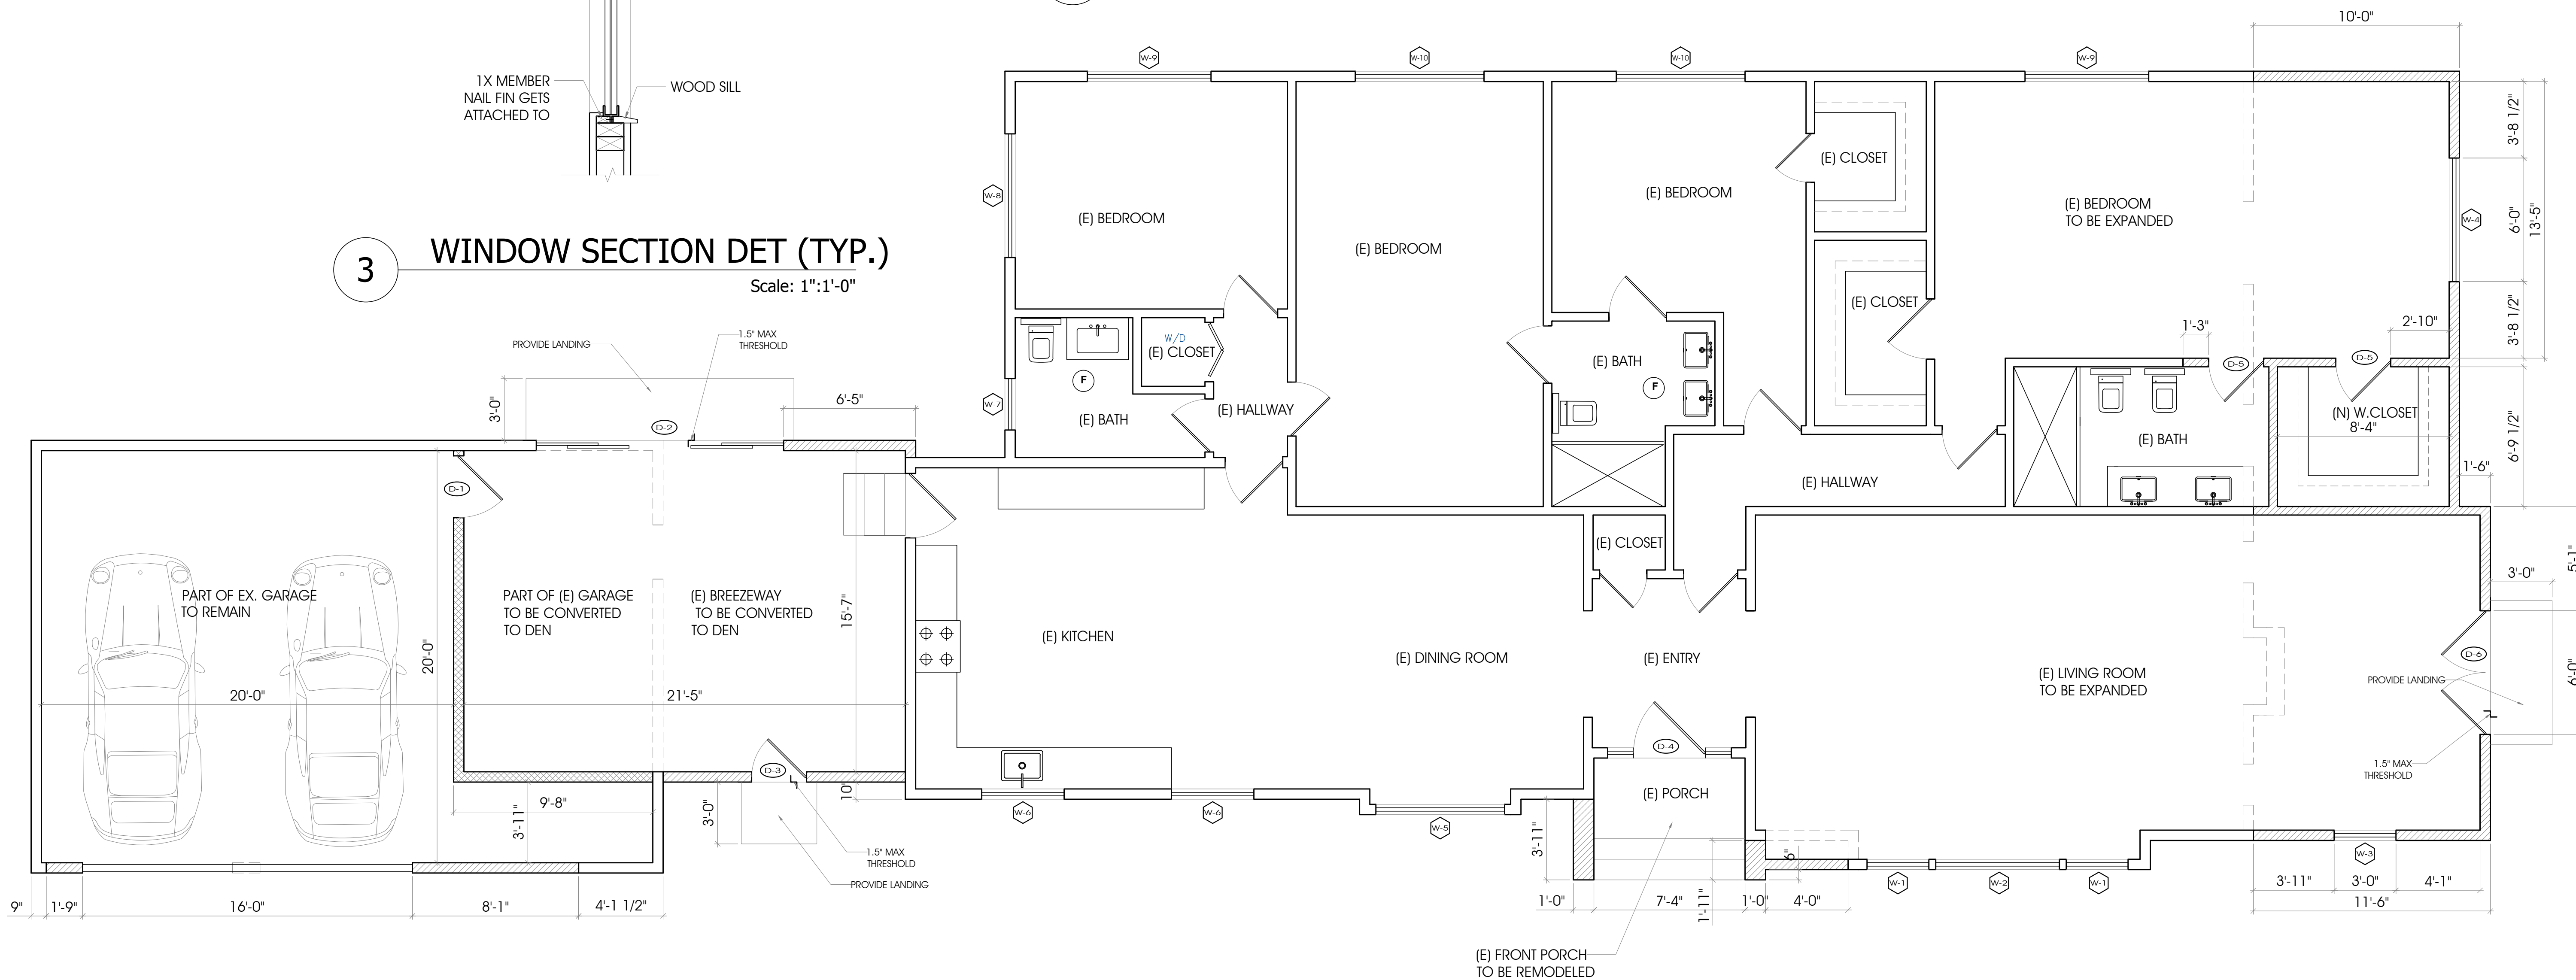 10'-0"
W-9
W-10
W-10
W-9
1X MEMBER
NAIL FIN GETS
ATTACHED TO
WOOD SILL
3
WINDOW SECTION DET (TYP.)
Scale: 1":1'-0"
W-8
(E) BEDROOM
(E) BEDROOM
(E) BEDROOM
(E) CLOSET
(E) CLOSET
(E) BEDROOM
TO BE EXPANDED
3'-8 1/2"
6'-0"
13'-5"
3'-8 1/2"
W-4
PROVIDE LANDING
1.5" MAX
THRESHOLD
3'-0"
6'-5"
D-2
W-7
F
(E) BATH
W/D
(E) CLOSET
(E) HALLWAY
(E) BATH
F
1'-3"
2'-10"
D-5
D-5
(N) W.CLOSET
8'-4"
(E) BATH
6'-9 1/2"
1'-6"
(E) HALLWAY
D-1
PART OF EX. GARAGE
TO REMAIN
PART OF (E) GARAGE
TO BE CONVERTED
TO DEN
(E) BREEZEWAY
TO BE CONVERTED
TO DEN
15'-7"
20'-0"
20'-0"
21'-5"
(E) KITCHEN
(E) DINING ROOM
(E) CLOSET
(E) ENTRY
(E) LIVING ROOM
TO BE EXPANDED
5'-1"
3'-0"
D-6
6'-0"
PROVIDE LANDING
1.5" MAX
THRESHOLD
D-3
D-4
10"
9'-8"
3'-11"
3'-0"
W-6
W-6
W-5
(E) PORCH
3'-11"
6"
1.5" MAX
THRESHOLD
PROVIDE LANDING
W-1
W-2
W-1
W-3
9"
1'-9"
16'-0"
8'-1"
4'-1 1/2"
1'-0"
7'-4"
1'-11"
1'-0"
4'-0"
3'-11"
3'-0"
4'-1"
11'-6"
(E) FRONT PORCH
TO BE REMODELED